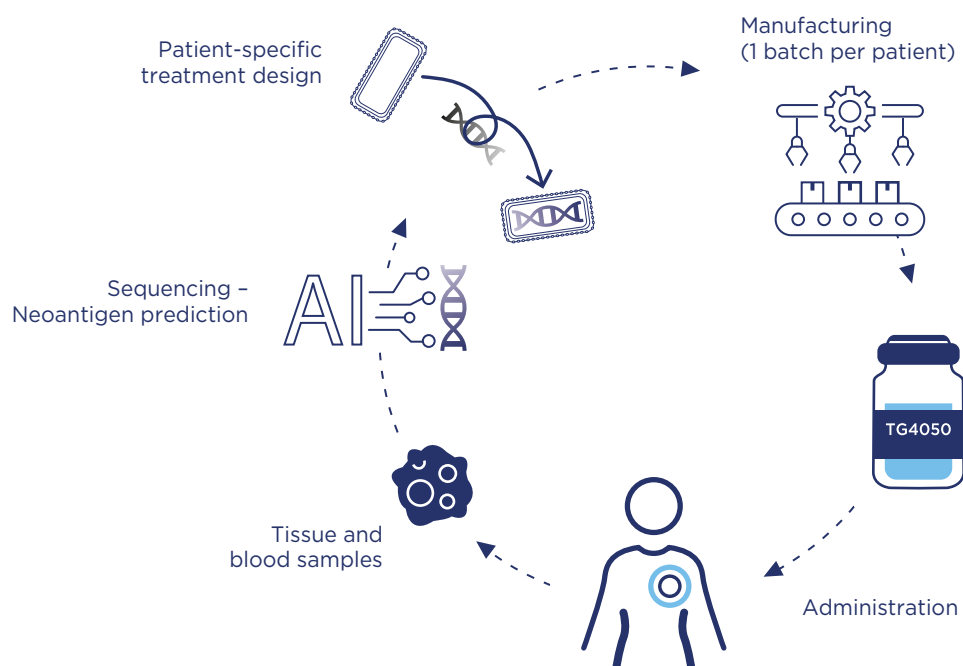 Patient-specific
treatment design
Manufacturing
(1 batch per patient)
Sequencing –
Neoantigen prediction
AI
TG4050
Tissue and
blood samples
Administration